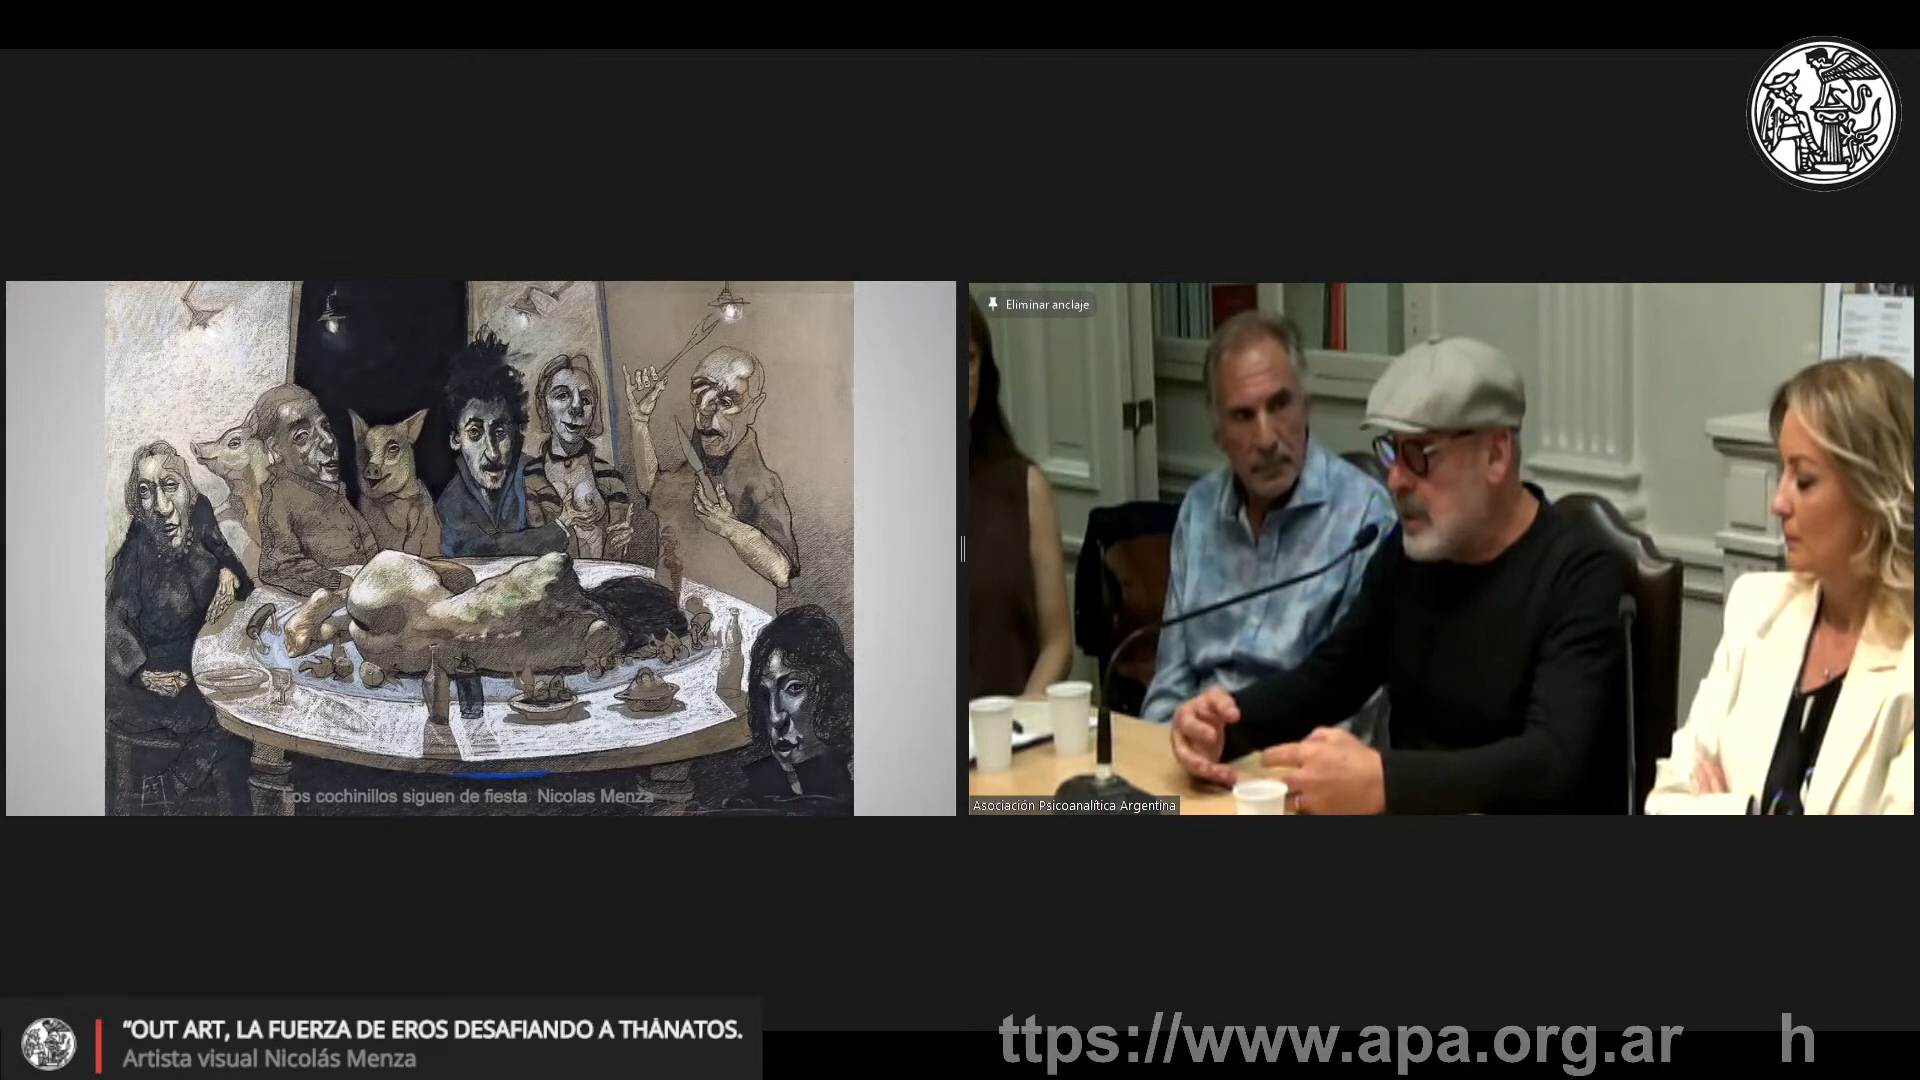 Eliminar anclaje
Los cochinillos siguen de fiesta Nicolas Menza
Asociación Psicoanalítica Argentina
“OUT ART, LA FUERZA DE EROS DESAFIANDO A THÁNATOS.
Artista visual Nicolás Menza
ttps://www.apa.org.ar h